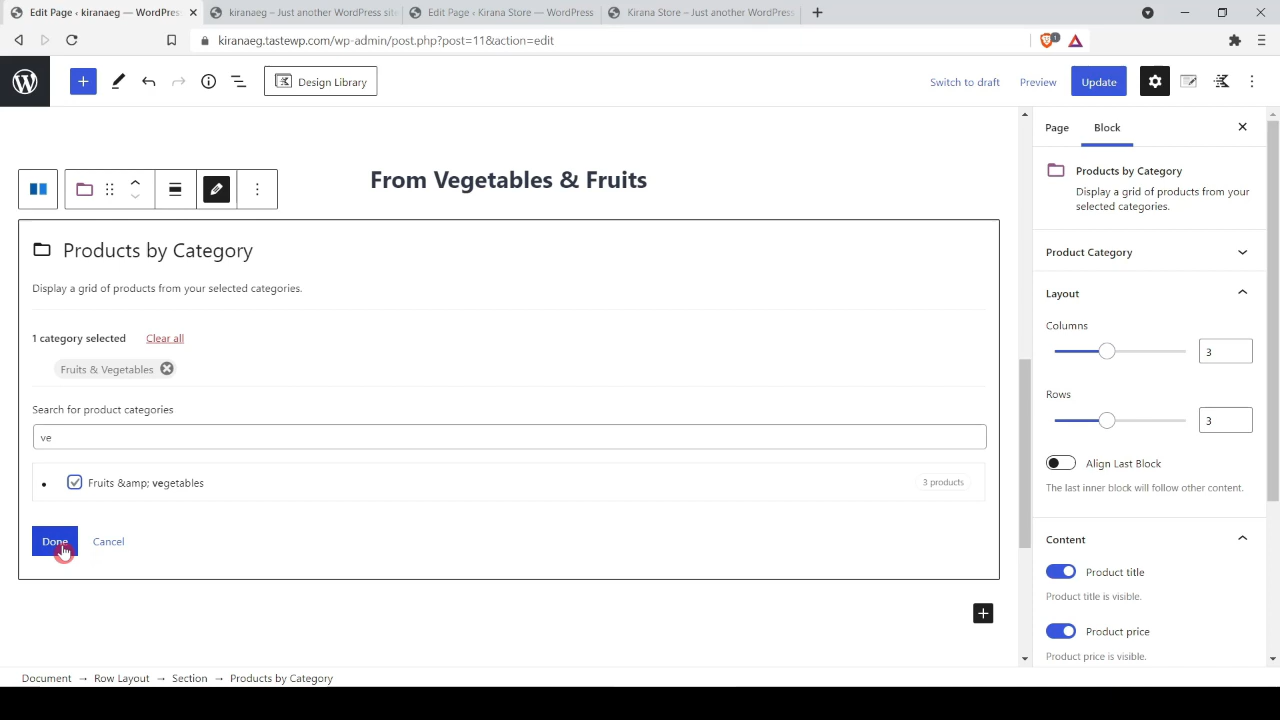 Edit Page ‹ kiranaeg — WordPres
kiranaeg – Just another WordPress site
Edit Page ‹ Kirana Store — WordPress
Kirana Store – Just another WordPress
kiranaeg.tastewp.com/wp-admin/post.php?post=11&action=edit
1
Design Library
Switch to draft
Preview
Update
Page
Block
From Vegetables & Fruits
Products by Category
Display a grid of products from your
selected categories.
Products by Category
Display a grid of products from your selected categories.
1 category selected
Clear all
Fruits & Vegetables
Search for product categories
ve
Fruits &amp; vegetables
3 products
Done
Cancel
Product Category
Layout
Columns
3
Rows
3
Align Last Block
The last inner block will follow other content.
Content
Product title
Product title is visible.
Product price
Product price is visible.
Document → Row Layout → Section → Products by Category